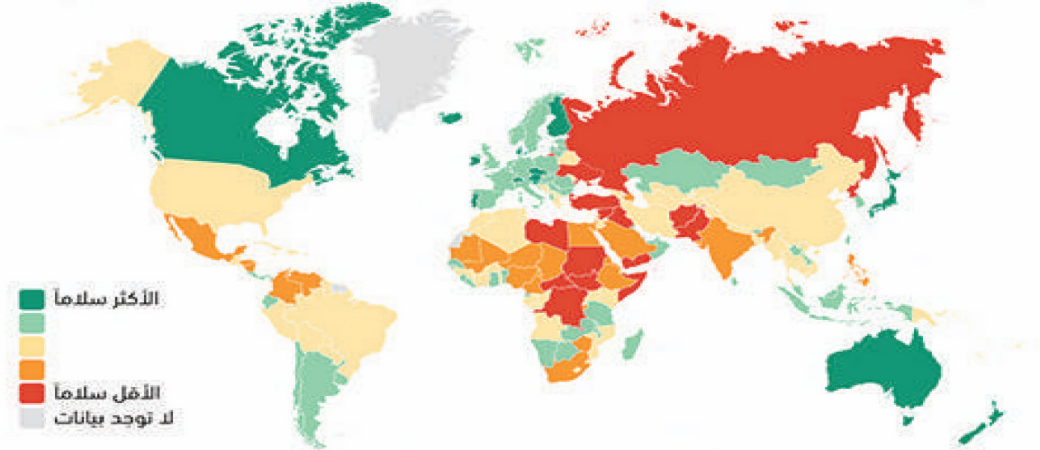 الأكثر سلاماً
الأقل سلاماً
لا توجد بيانات